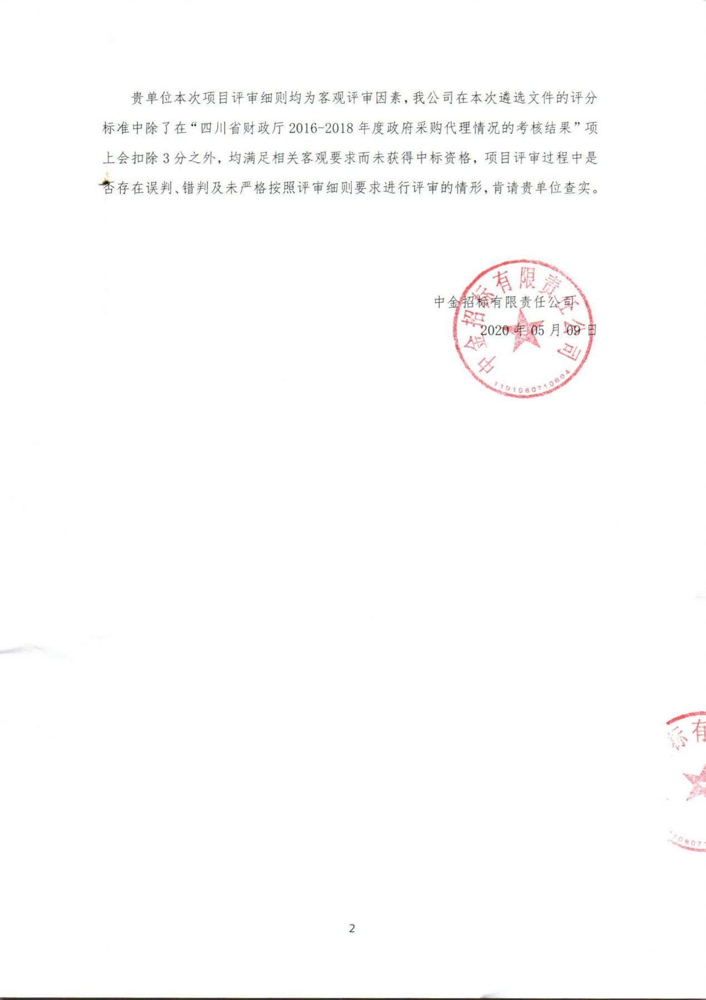 贵单位本次项目评审细则均为客观评审因素，我公司在本次遴选文件的评分
标准中除了在“四川省财政厅 2016-2018 年度政府采购代理情况的考核结果”项
上会扣除 3 分之外，均满足相关客观要求而未获得中标资格，项目评审过程中是
否存在误判、错判及未严格按照评审细则要求进行评审的情形，肯请贵单位查实。
中金招标有限责任公司
2020 年 05 月 09 日
中金招标有限责任公司
1101080710604
标有
10807
2